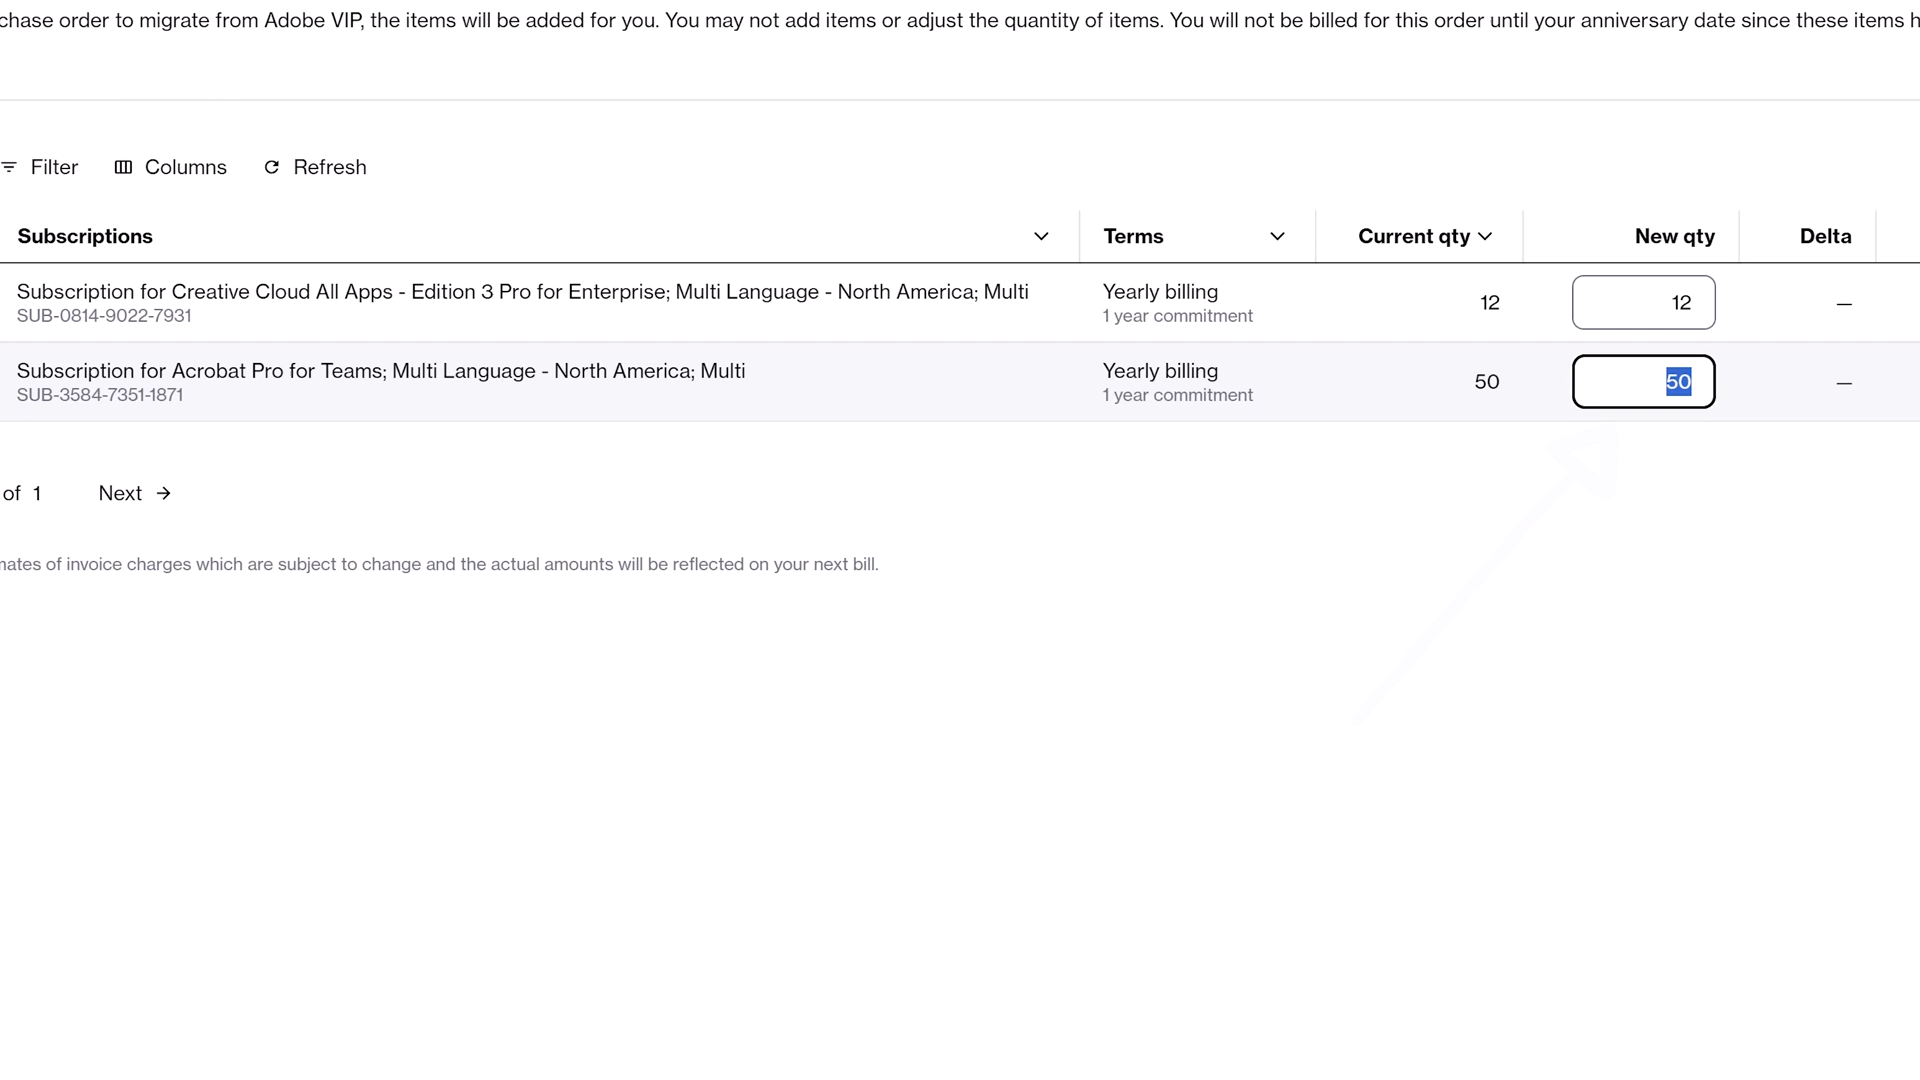 chase order to migrate from Adobe VIP, the items will be added for you. You may not add items or adjust the quantity of items. You will not be billed for this order until your anniversary date since these items h
Filter Columns Refresh
Subscriptions Terms Current qty New qty Delta
Subscription for Creative Cloud All Apps - Edition 3 Pro for Enterprise; Multi Language - North America; Multi Yearly billing 12 12 —
SUB-0814-9022-7931 1 year commitment
Subscription for Acrobat Pro for Teams; Multi Language - North America; Multi Yearly billing 50 50 —
SUB-3584-7351-1871 1 year commitment
of 1 Next →
mates of invoice charges which are subject to change and the actual amounts will be reflected on your next bill.